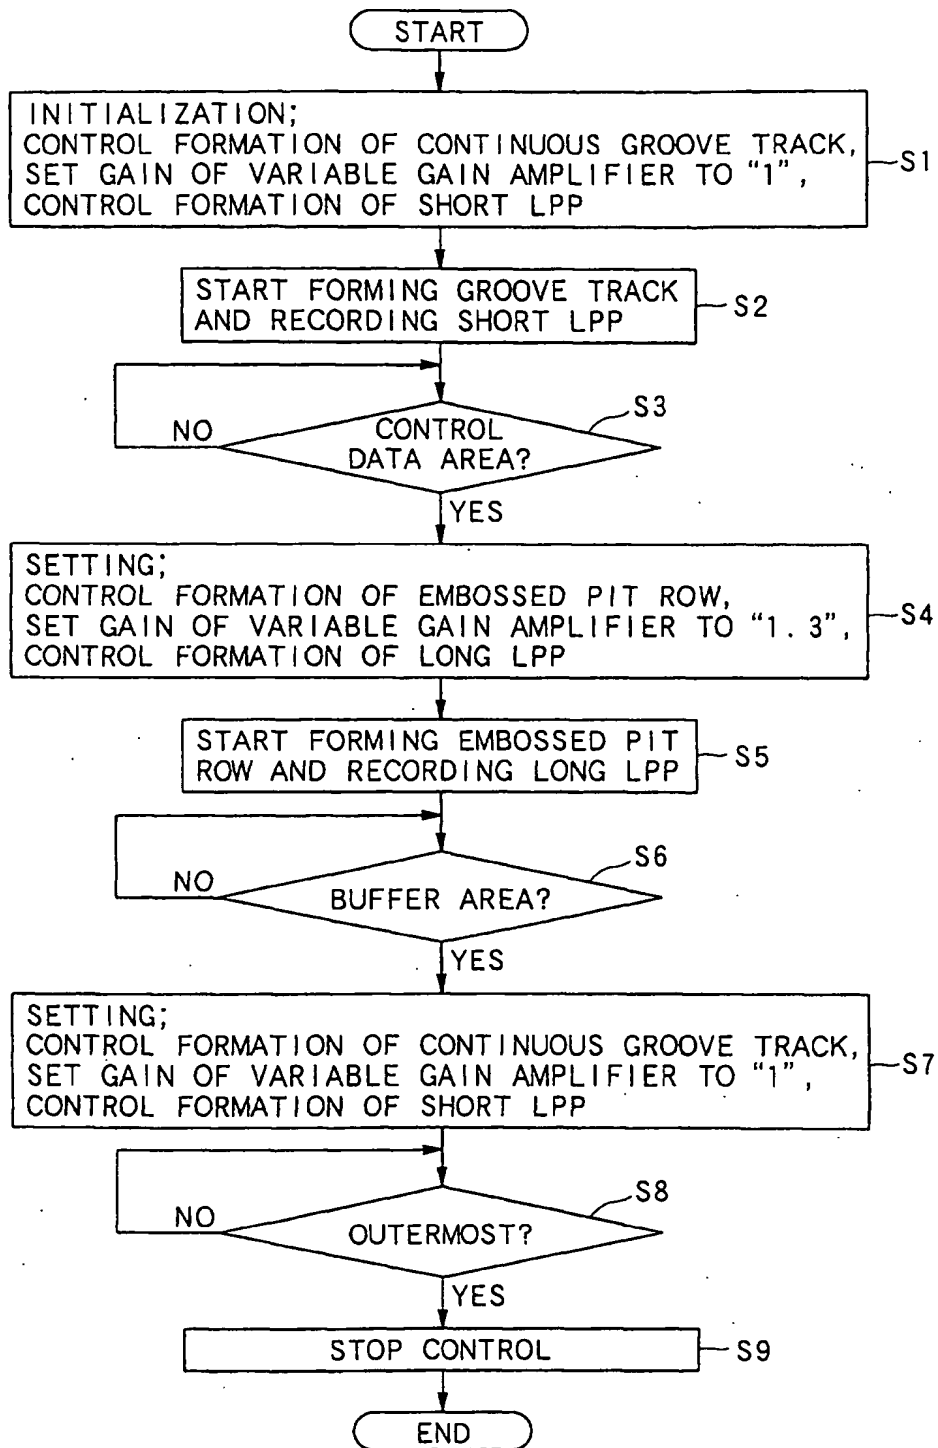 START
INITIALIZATION;
CONTROL FORMATION OF CONTINUOUS GROOVE TRACK,
SET GAIN OF VARIABLE GAIN AMPLIFIER TO “1”,
CONTROL FORMATION OF SHORT LPP
S1
START FORMING GROOVE TRACK
AND RECORDING SHORT LPP
S2
S3
NO
CONTROL
DATA AREA?
YES
SETTING;
CONTROL FORMATION OF EMBOSSED PIT ROW,
SET GAIN OF VARIABLE GAIN AMPLIFIER TO “1.3”,
CONTROL FORMATION OF LONG LPP
S4
START FORMING EMBOSSED PIT
ROW AND RECORDING LONG LPP
S5
S6
NO
BUFFER AREA?
YES
SETTING;
CONTROL FORMATION OF CONTINUOUS GROOVE TRACK,
SET GAIN OF VARIABLE GAIN AMPLIFIER TO “1”,
CONTROL FORMATION OF SHORT LPP
S7
S8
NO
OUTERMOST?
YES
STOP CONTROL
S9
END